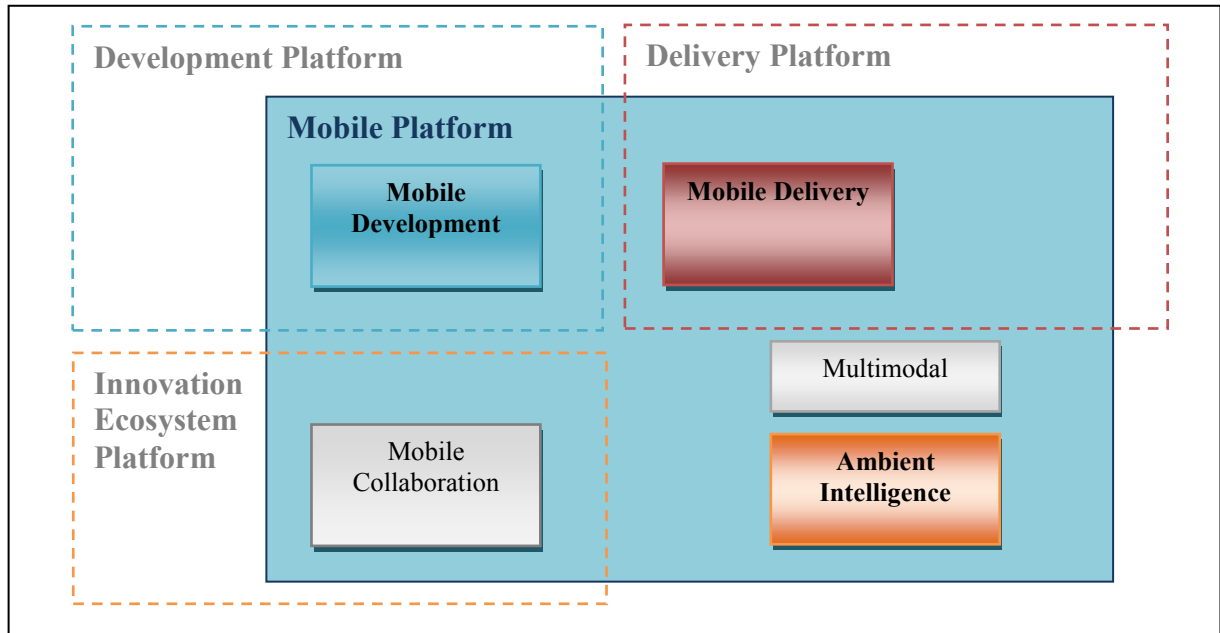 Development Platform
Delivery Platform
Mobile Platform
Mobile
Development
Mobile Delivery
Multimodal
Innovation
Ecosystem
Platform
Mobile
Collaboration
Ambient
Intelligence